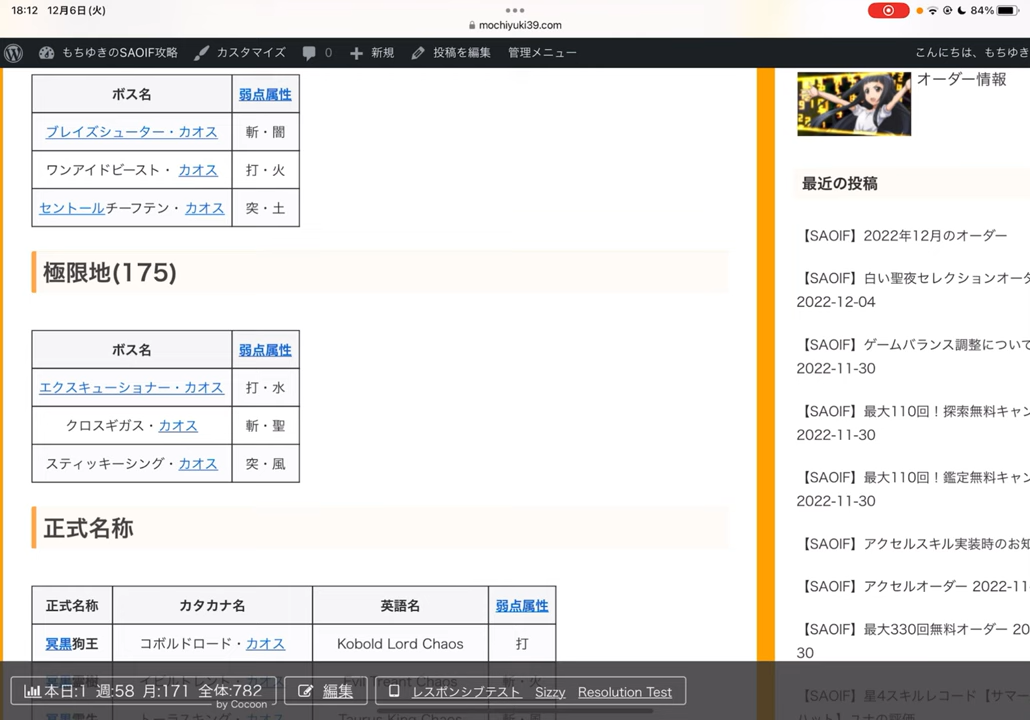 18:12 12月6日(火)
84%
mochiyuki39.com
もちゆきのSAOIF攻略 カスタマイズ 0 新規 投稿を編集 管理メニュー こんにちは、もちゆき
ボス名 弱点属性
ブレイズシューター・カオス 斬・闇
ワンアイドビースト・ カオス 打・火
セントールチーフテン・カオス 突・土
極限地(175)
ボス名 弱点属性
エクスキューショナー・カオス 打・水
クロスギガス・カオス 斬・聖
スティッキーシング・カオス 突・風
正式名称
正式名称 カタカナ名 英語名 弱点属性
冥黒狗王 コボルドロード・カオス Kobold Lord Chaos 打
オーダー情報
最近の投稿
【SAOIF】2022年12月のオーダー
【SAOIF】白い聖夜セレクションオーダ
2022-12-04
【SAOIF】ゲームバランス調整について
2022-11-30
【SAOIF】最大110回！探索無料キャン
2022-11-30
【SAOIF】最大110回！鑑定無料キャン
2022-11-30
【SAOIF】アクセルスキル実装時のお知
【SAOIF】アクセルオーダー 2022-11
【SAOIF】最大330回無料オーダー 20
30
【SAOIF】星4スキルレコード【サマー
本日:1 週:58 月:171 全体:782
by Cocoon
編集
レスポンシブテスト Sizzy Resolution Test